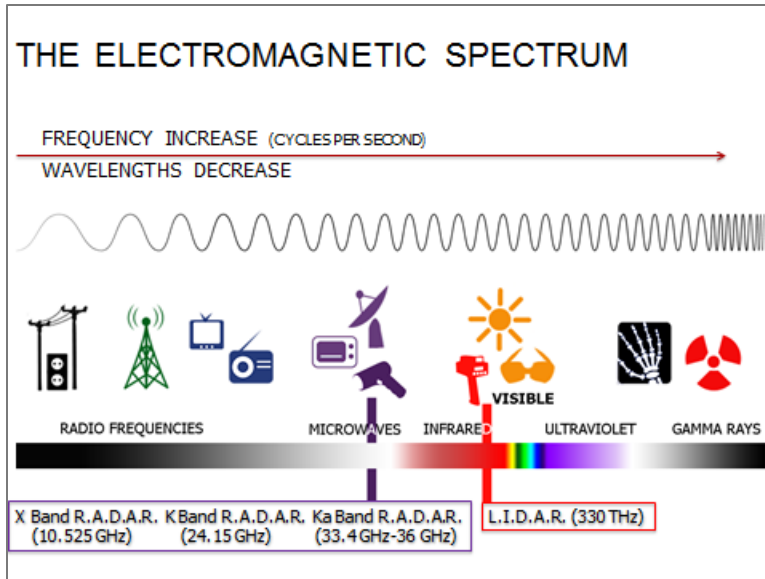 THE ELECTROMAGNETIC SPECTRUM
FREQUENCY INCREASE (CYCLES PER SECOND)
WAVELENGTHS DECREASE
VISIBLE
RADIO FREQUENCIES MICROWAVES INFRARED ULTRAVIOLET GAMMA RAYS
X Band R.A.D.A.R. K Band R.A.D.A.R. Ka Band R.A.D.A.R. L.I.D.A.R. (330 THz)
(10.525 GHz) (24.15 GHz) (33.4 GHz-36 GHz)